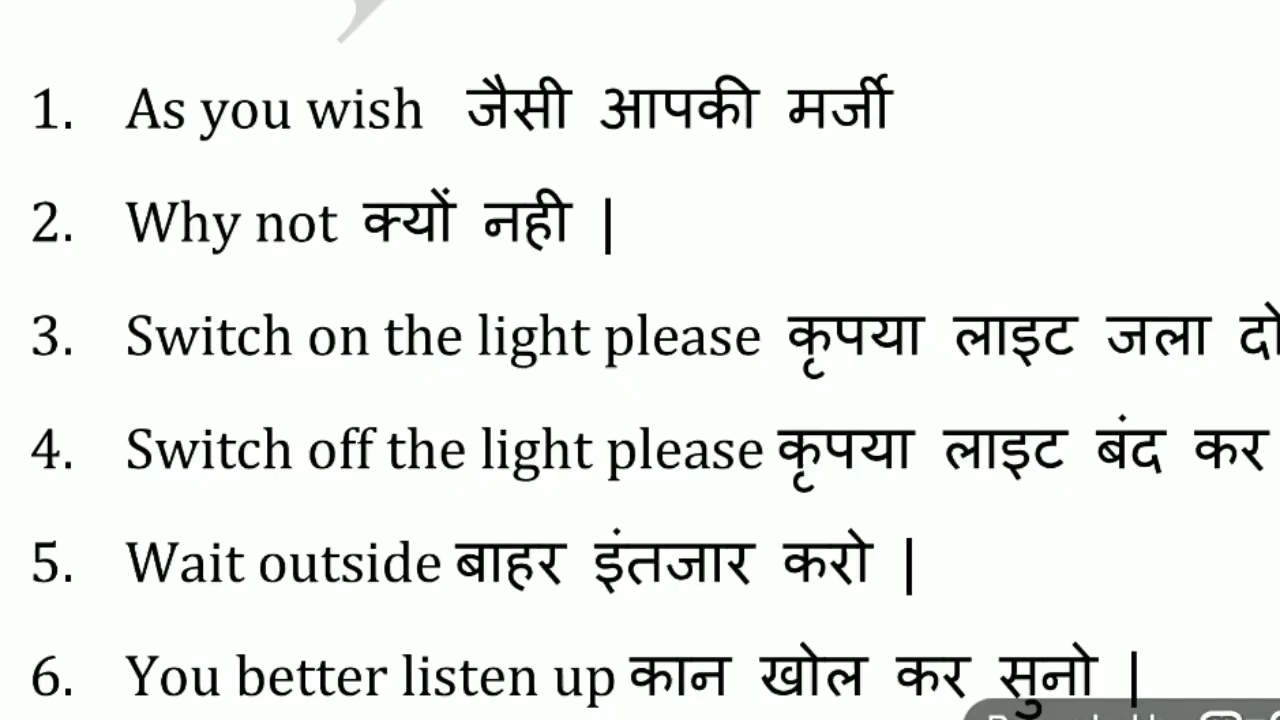 1. As you wish जैसी आपकी मर्जी
2. Why not क्यों नही |
3. Switch on the light please कृपया लाइट जला दो
4. Switch off the light please कृपया लाइट बंद कर
5. Wait outside बाहर इंतजार करो |
6. You better listen up कान खोल कर सुनो |